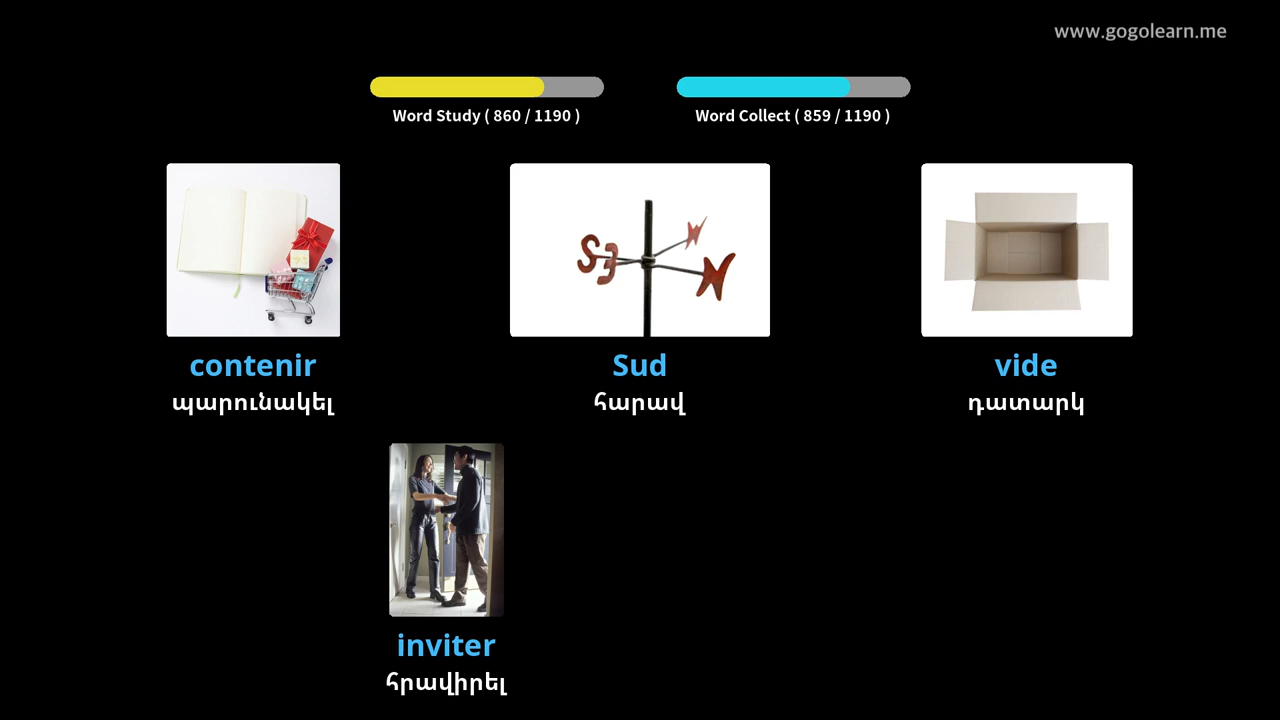 www.gogolearn.me
Word Study ( 860 / 1190 )
Word Collect ( 859 / 1190 )
S E N W
contenir
պարունակել
Sud
հարավ
vide
դատարկ
inviter
հրավիրել